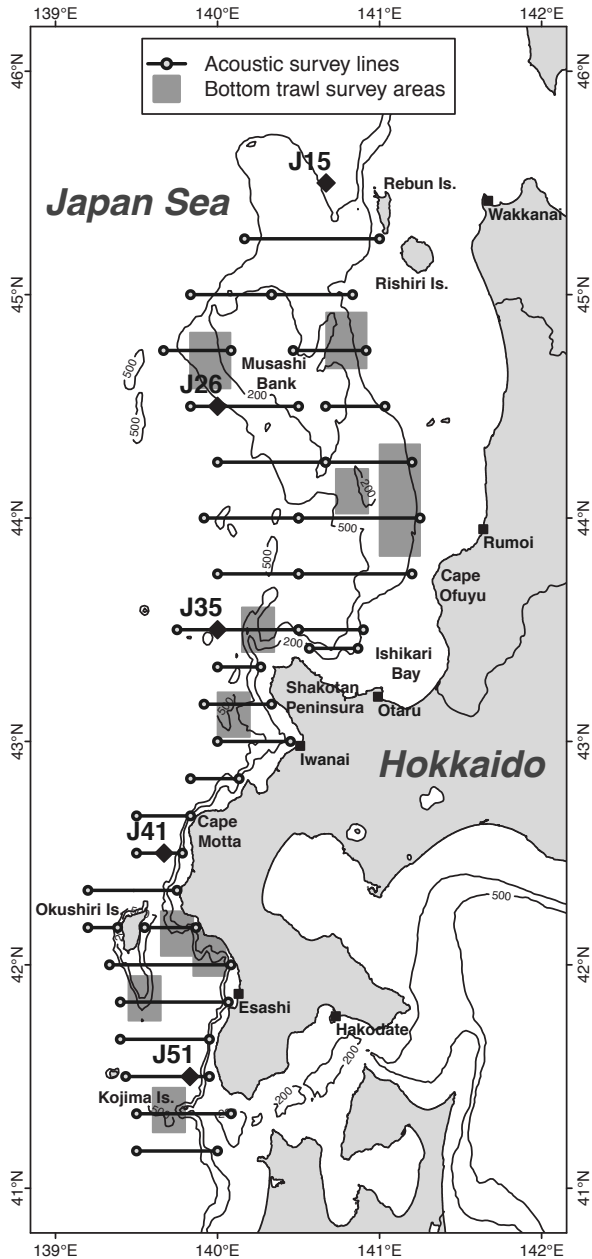 139°E 140°E 141°E 142°E
46°N 46°N
Acoustic survey lines
Bottom trawl survey areas
J15
Rebun Is.
Japan Sea
Wakkanai
Rishiri Is.
45°N 45°N
500
Musashi
Bank
J26
200
500
200
44°N 44°N
500
Rumoi
500
Cape
Ofuyu
J35
200
Ishikari
Bay
Shakotan
Peninsura
Otaru
500
43°N 43°N
Iwanai
Hokkaido
J41
Cape
Motta
500
Okushiri Is.
42°N 42°N
Esashi
Hakodate
200
J51
200
Kojima Is.
500
500
41°N 41°N
139°E 140°E 141°E 142°E